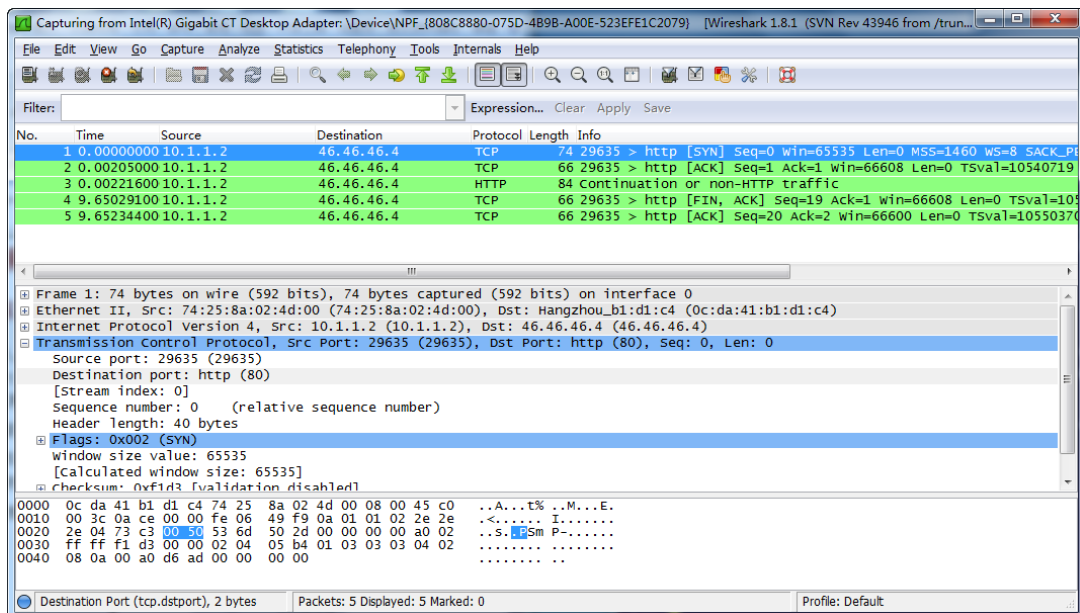 Capturing from Intel(R) Gigabit CT Desktop Adapter: \Device\NPF_{808C8880-075D-4B9B-A00E-523EFE1C2079} [Wireshark 1.8.1 (SVN Rev 43946 from /trun...
File Edit View Go Capture Analyze Statistics Telephony Tools Internals Help
Filter: Expression... Clear Apply Save
No. Time Source Destination Protocol Length Info
1 0.00000000 10.1.1.2 46.46.46.4 TCP 74 29635 > http [SYN] Seq=0 Win=65535 Len=0 MSS=1460 WS=8 SACK_PE
2 0.00205000 10.1.1.2 46.46.46.4 TCP 66 29635 > http [ACK] Seq=1 Ack=1 Win=66608 Len=0 TSval=10540719
3 0.00221600 10.1.1.2 46.46.46.4 HTTP 84 Continuation or non-HTTP traffic
4 9.65029100 10.1.1.2 46.46.46.4 TCP 66 29635 > http [FIN, ACK] Seq=19 Ack=1 Win=66608 Len=0 TSval=105
5 9.65234400 10.1.1.2 46.46.46.4 TCP 66 29635 > http [ACK] Seq=20 Ack=2 Win=66600 Len=0 TSval=1055037
Frame 1: 74 bytes on wire (592 bits), 74 bytes captured (592 bits) on interface 0
Ethernet II, Src: 74:25:8a:02:4d:00 (74:25:8a:02:4d:00), Dst: Hangzhou_b1:d1:c4 (0c:da:41:b1:d1:c4)
Internet Protocol Version 4, Src: 10.1.1.2 (10.1.1.2), Dst: 46.46.46.4 (46.46.46.4)
Transmission Control Protocol, Src Port: 29635 (29635), Dst Port: http (80), Seq: 0, Len: 0
Source port: 29635 (29635)
Destination port: http (80)
[Stream index: 0]
Sequence number: 0 (relative sequence number)
Header length: 40 bytes
Flags: 0x002 (SYN)
Window size value: 65535
[Calculated window size: 65535]
Checksum: 0xf1d3 [validation disabled]
0000 0c da 41 b1 d1 c4 74 25 8a 02 4d 00 08 00 45 c0 ..A...t% ..M...E.
0010 00 3c 0a ce 00 00 fe 06 49 f9 0a 01 01 02 2e 2e .<...... I.......
0020 2e 04 73 c3 00 50 53 6d 50 2d 00 00 00 00 a0 02 ..s..PSm P-......
0030 ff ff f1 d3 00 00 02 04 05 b4 01 03 03 03 04 02 ........ ........
0040 08 0a 00 a0 d6 ad 00 00 00 00 ........ ..
Destination Port (tcp.dstport), 2 bytes Packets: 5 Displayed: 5 Marked: 0 Profile: Default